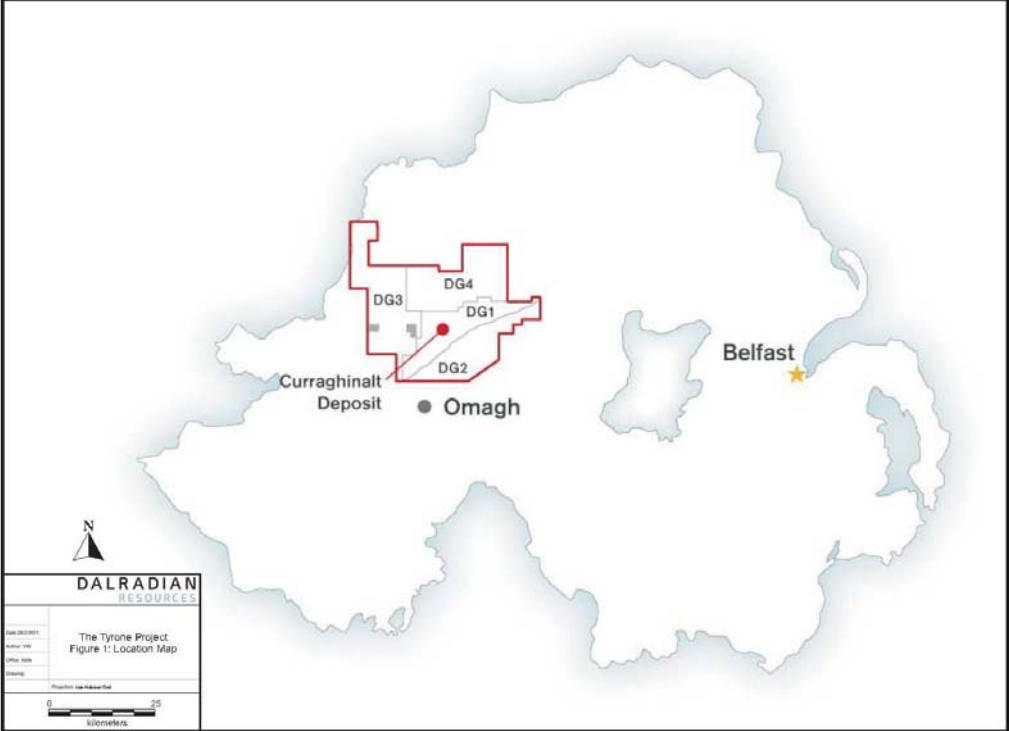 DG4
DG3
DG1
DG2
Curraghinalt
Deposit
Omagh
Belfast
N
DALRADIAN
RESOURCES
The Tyrone Project
Figure 1: Location Map
0 25
kilometers